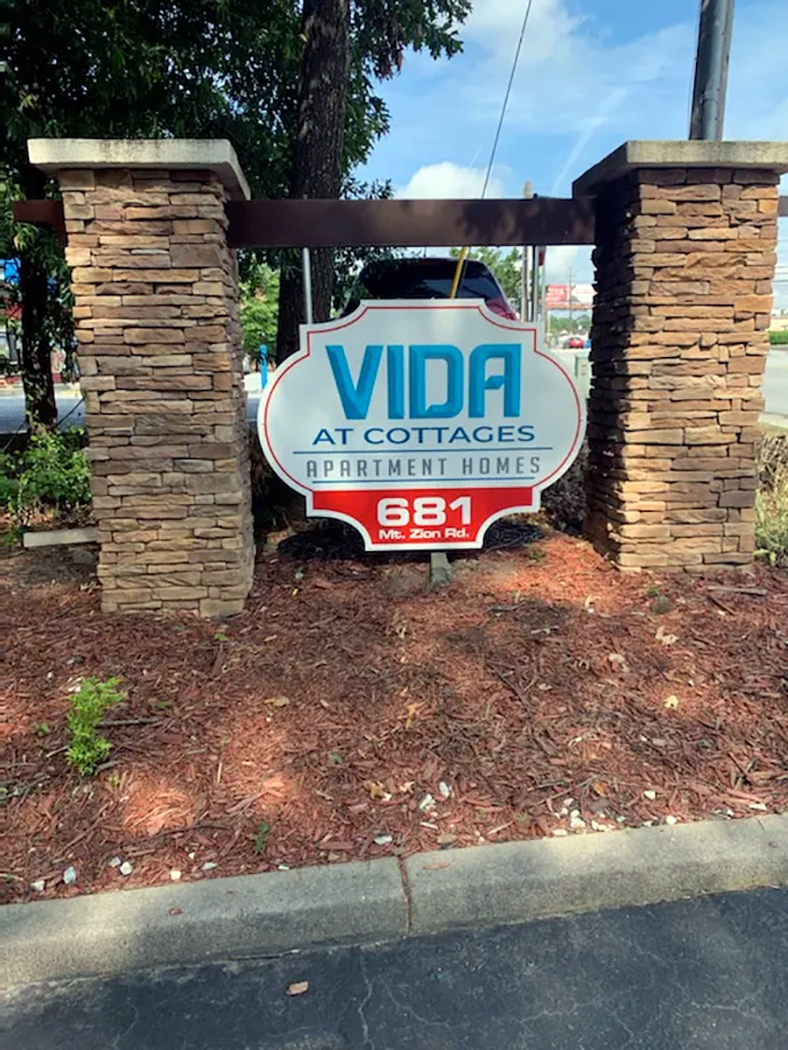 VIDA
AT COTTAGES
APARTMENT HOMES
681
Mt. Zion Rd.